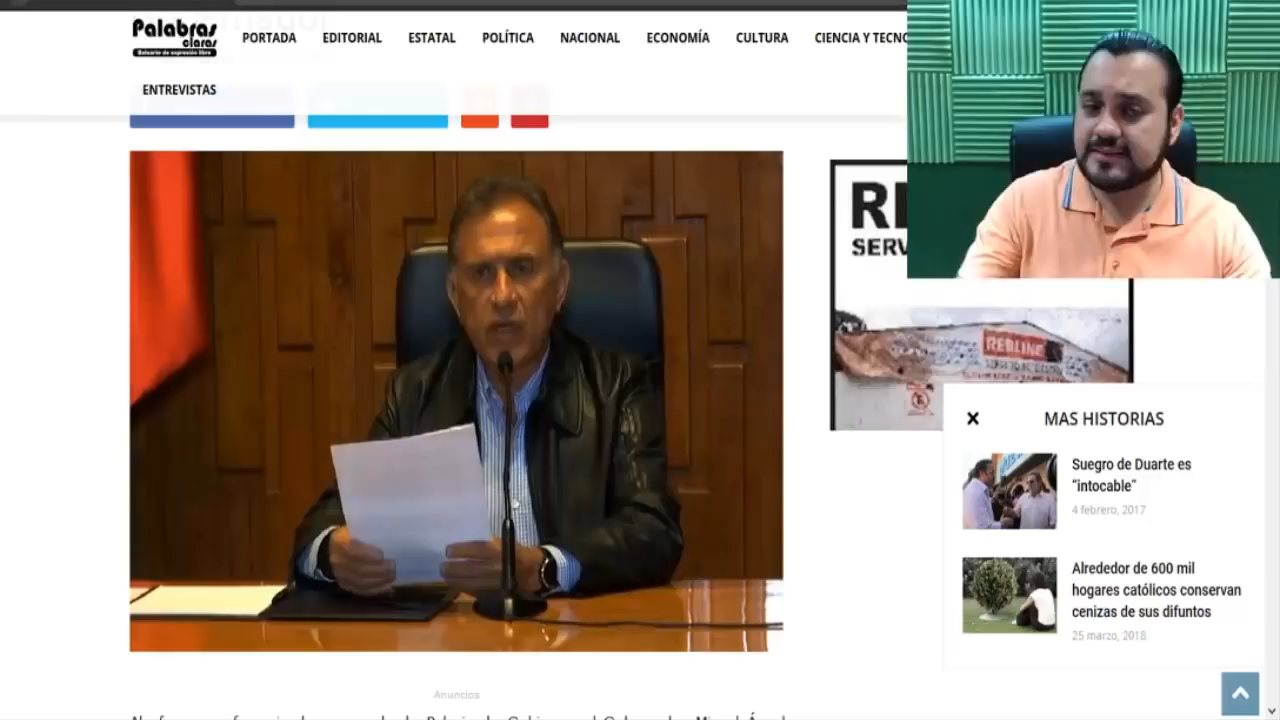 Palabras
claras
Baluarte de expresión libre
PORTADA
EDITORIAL
ESTATAL
POLÍTICA
NACIONAL
ECONOMÍA
CULTURA
CIENCIA Y TECNO
ENTREVISTAS
RE
SERV
REDLINE
MAS HISTORIAS
Suegro de Duarte es
"intocable"
4 febrero, 2017
Alrededor de 600 mil
hogares católicos conservan
cenizas de sus difuntos
25 marzo, 2018
Anuncios